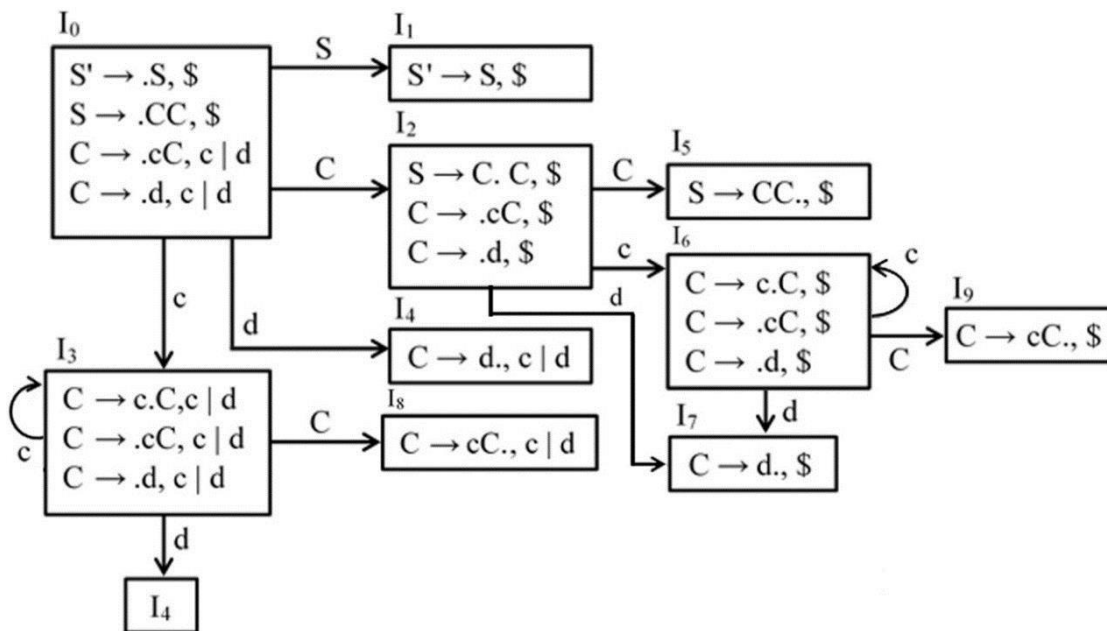 I₀
S' → .S, $
S → .CC, $
C → .cC, c | d
C → .d, c | d
S
I₁
S' → S, $
C
I₂
S → C. C, $
C → .cC, $
C → .d, $
C
I₅
S → CC., $
c
I₆
C → c.C, $
C → .cC, $
C → .d, $
c
C
I₉
C → cC., $
d
d
I₇
C → d., $
c
d
I₄
C → d., c | d
I₃
C → c.C,c | d
C → .cC, c | d
C → .d, c | d
c
C
I₈
C → cC., c | d
d
I₄